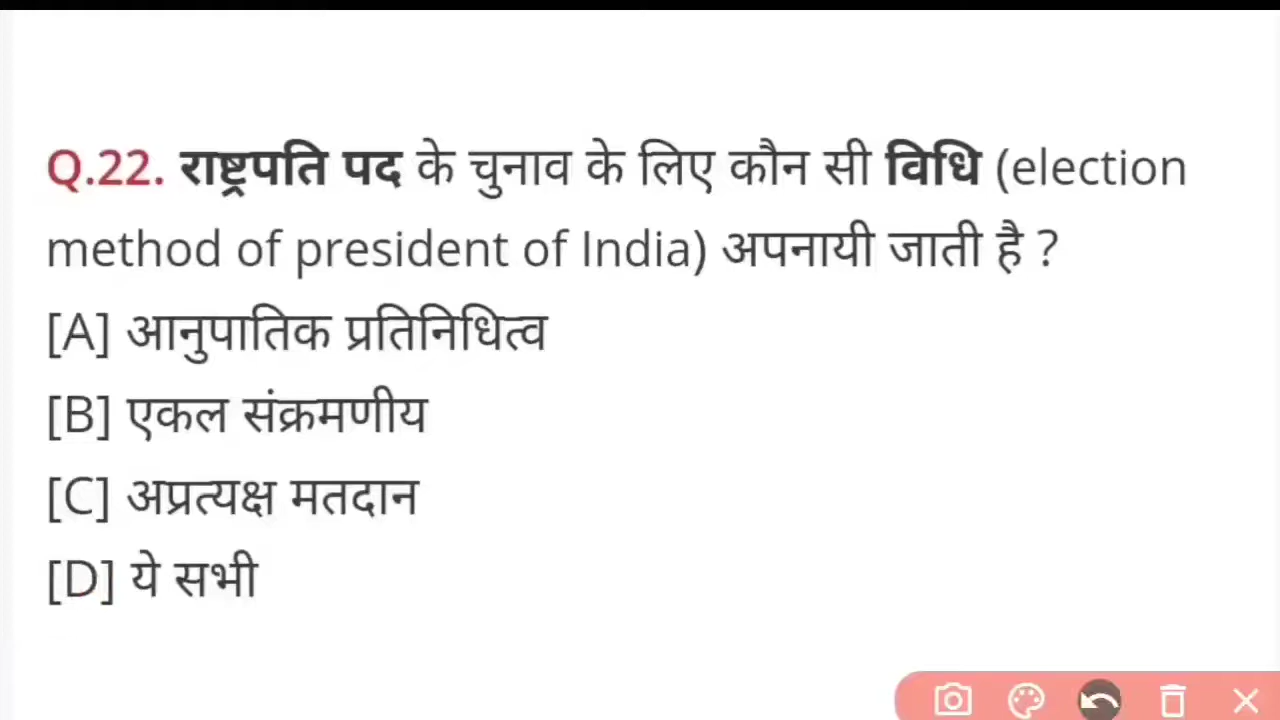 Q.22. राष्ट्रपति पद के चुनाव के लिए कौन सी विधि (election
method of president of India) अपनायी जाती है ?
[A] आनुपातिक प्रतिनिधित्व
[B] एकल संक्रमणीय
[C] अप्रत्यक्ष मतदान
[D] ये सभी